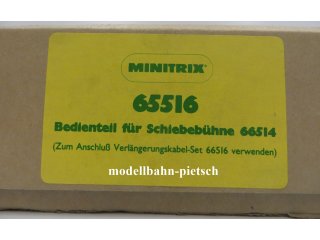 MINITRIX®
65516
Bedienteil für Schiebebühne 66514
(Zum Anschluß Verlängerungskabel-Set 66516 verwenden)
modellbahn-pietsch